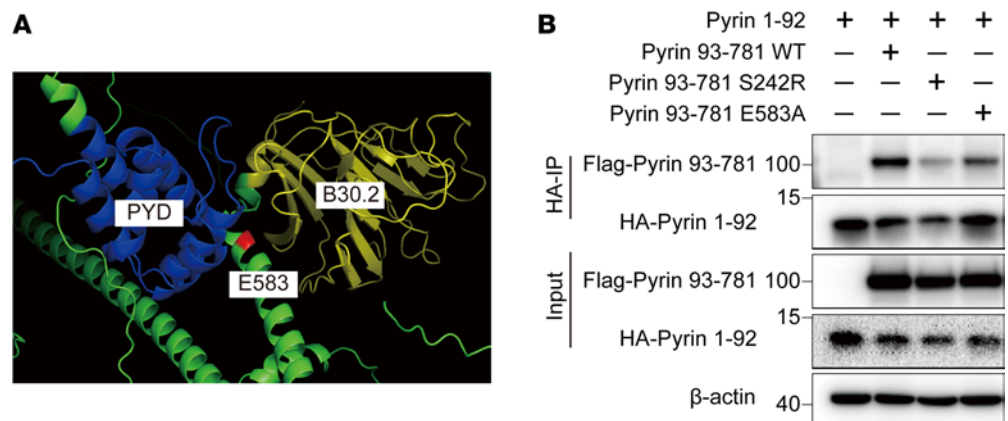 A
PYD
B30.2
E583
B
Pyrin 1-92 + + + +
Pyrin 93-781 WT — + — —
Pyrin 93-781 S242R — — + —
Pyrin 93-781 E583A — — — +
HA-IP
Flag-Pyrin 93-781 100
15
HA-Pyrin 1-92
Input
Flag-Pyrin 93-781 100
15
HA-Pyrin 1-92
β-actin 40